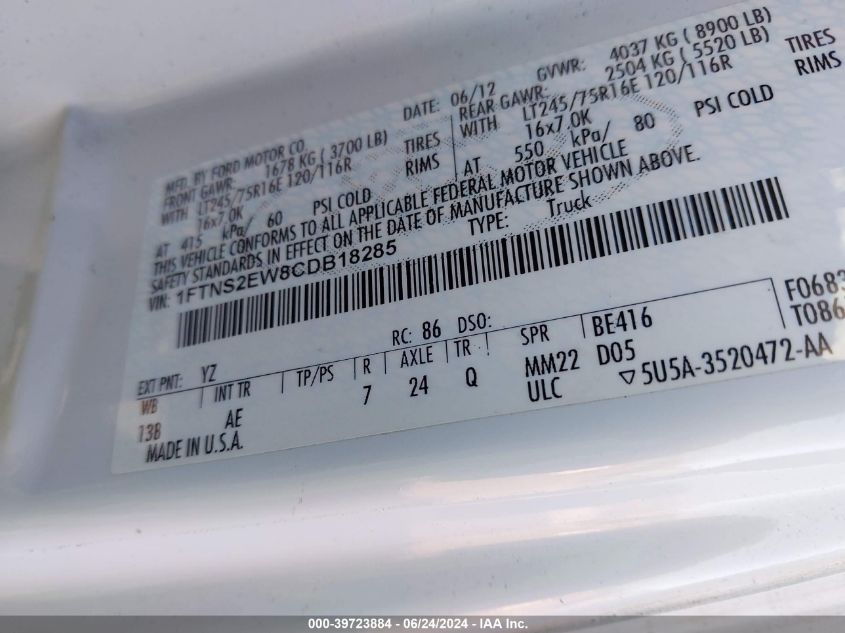 MFD. BY FORD MOTOR CO.
DATE: 06/12 GVWR: 4037 KG ( 8900 LB)
FRONT GAWR: 1678 KG ( 3700 LB) REAR GAWR: 2504 KG ( 5520 LB)
WITH LT245/75R16E 120/116R TIRES WITH LT245/75R16E 120/116R TIRES
16x7.0K RIMS 16x7.0K RIMS
AT 415 kPa/ 60 PSI COLD AT 550 kPa/ 80 PSI COLD
THIS VEHICLE CONFORMS TO ALL APPLICABLE FEDERAL MOTOR VEHICLE
SAFETY STANDARDS IN EFFECT ON THE DATE OF MANUFACTURE SHOWN ABOVE.
VIN: 1FTNS2EW8CDB18285 TYPE: Truck
F0683
T086
EXT PNT: YZ RC: 86 DSO:
WB INT TR TP/PS R AXLE TR SPR BE416
138 AE 7 24 Q MM22 D05
ULC ▽5U5A-3520472-AA
MADE IN U.S.A.
000-39723884 - 06/24/2024 - IAA Inc.